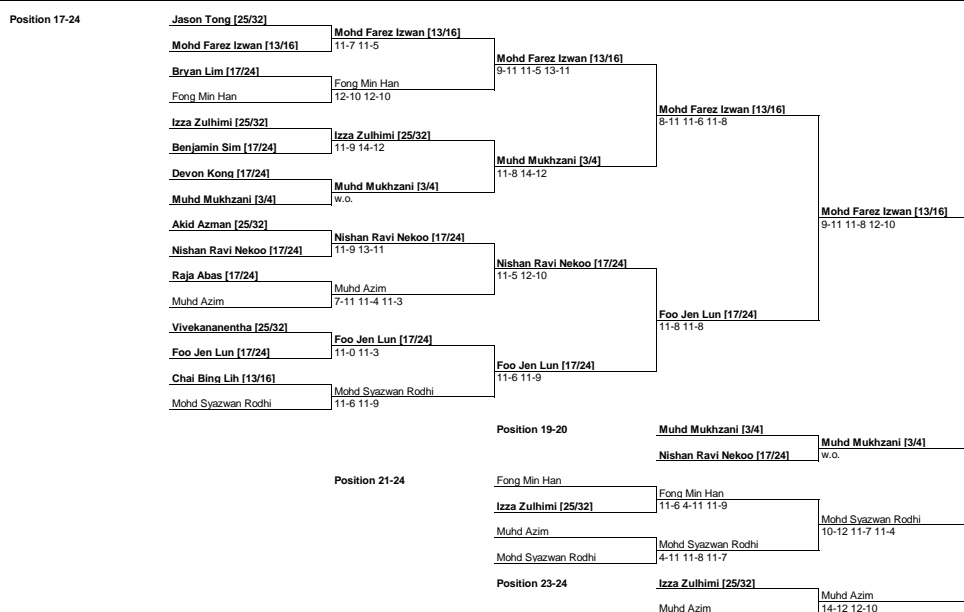 Position 17-24
Jason Tong [25/32]
Mohd Farez Izwan [13/16]
Mohd Farez Izwan [13/16]
11-7 11-5
Mohd Farez Izwan [13/16]
9-11 11-5 13-11
Bryan Lim [17/24]
Fong Min Han
Fong Min Han
12-10 12-10
Mohd Farez Izwan [13/16]
8-11 11-6 11-8
Izza Zulhimi [25/32]
Benjamin Sim [17/24]
Izza Zulhimi [25/32]
11-9 14-12
Muhd Mukhzani [3/4]
11-8 14-12
Devon Kong [17/24]
Muhd Mukhzani [3/4]
Muhd Mukhzani [3/4]
w.o.
Mohd Farez Izwan [13/16]
9-11 11-8 12-10
Akid Azman [25/32]
Nishan Ravi Nekoo [17/24]
Nishan Ravi Nekoo [17/24]
11-9 13-11
Nishan Ravi Nekoo [17/24]
11-5 12-10
Raja Abas [17/24]
Muhd Azim
Muhd Azim
7-11 11-4 11-3
Foo Jen Lun [17/24]
11-8 11-8
Vivekananentha [25/32]
Foo Jen Lun [17/24]
Foo Jen Lun [17/24]
11-0 11-3
Foo Jen Lun [17/24]
11-6 11-9
Chai Bing Lih [13/16]
Mohd Syazwan Rodhi
Mohd Syazwan Rodhi
11-6 11-9
Position 19-20
Muhd Mukhzani [3/4]
Nishan Ravi Nekoo [17/24]
Muhd Mukhzani [3/4]
w.o.
Position 21-24
Fong Min Han
Izza Zulhimi [25/32]
Fong Min Han
11-6 4-11 11-9
Mohd Syazwan Rodhi
10-12 11-7 11-4
Muhd Azim
Mohd Syazwan Rodhi
Mohd Syazwan Rodhi
4-11 11-8 11-7
Position 23-24
Izza Zulhimi [25/32]
Muhd Azim
Muhd Azim
14-12 12-10